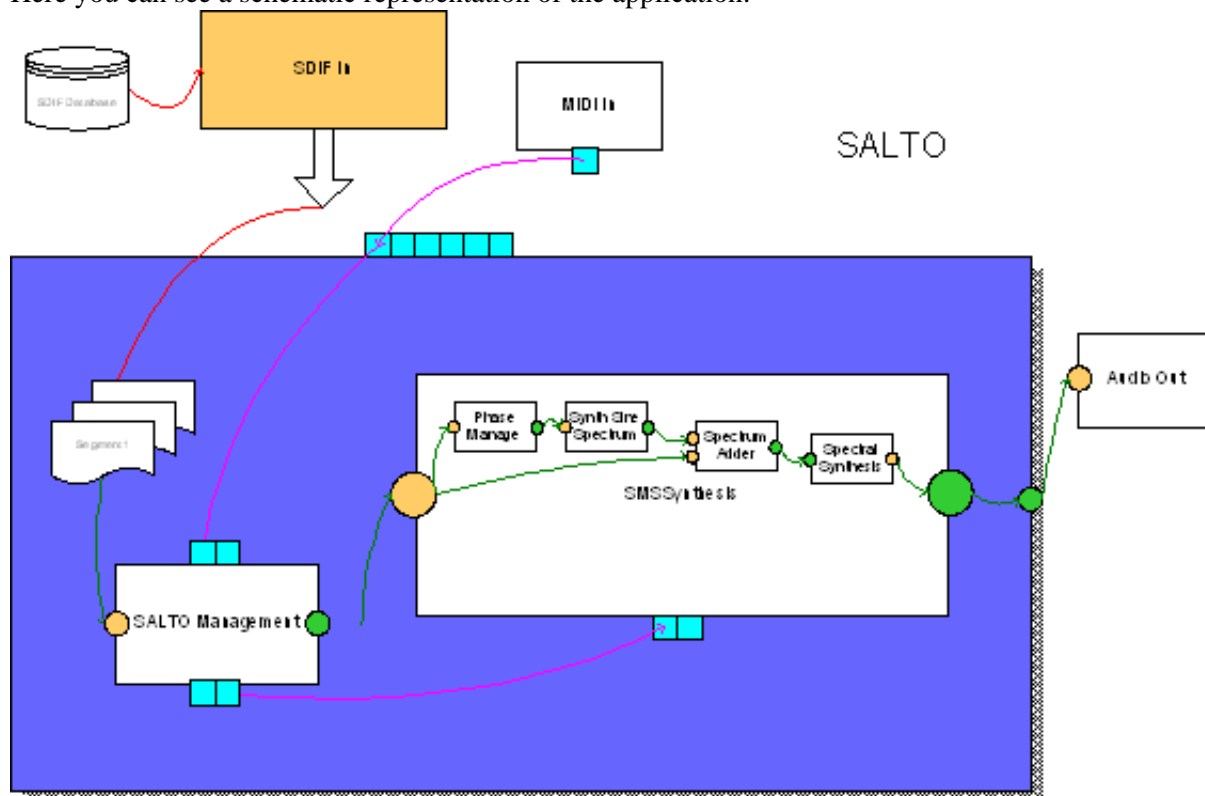 Here you can see a schematic representation of the application.
SDIF In
SDIF Database
MIDI In
SALTO
Audio Out
Phase
Manage
Synth Sine
Spectrum
Spectrum
Adder
Spectral
Synthesis
SMSSynthesis
Segment
SALTO Management